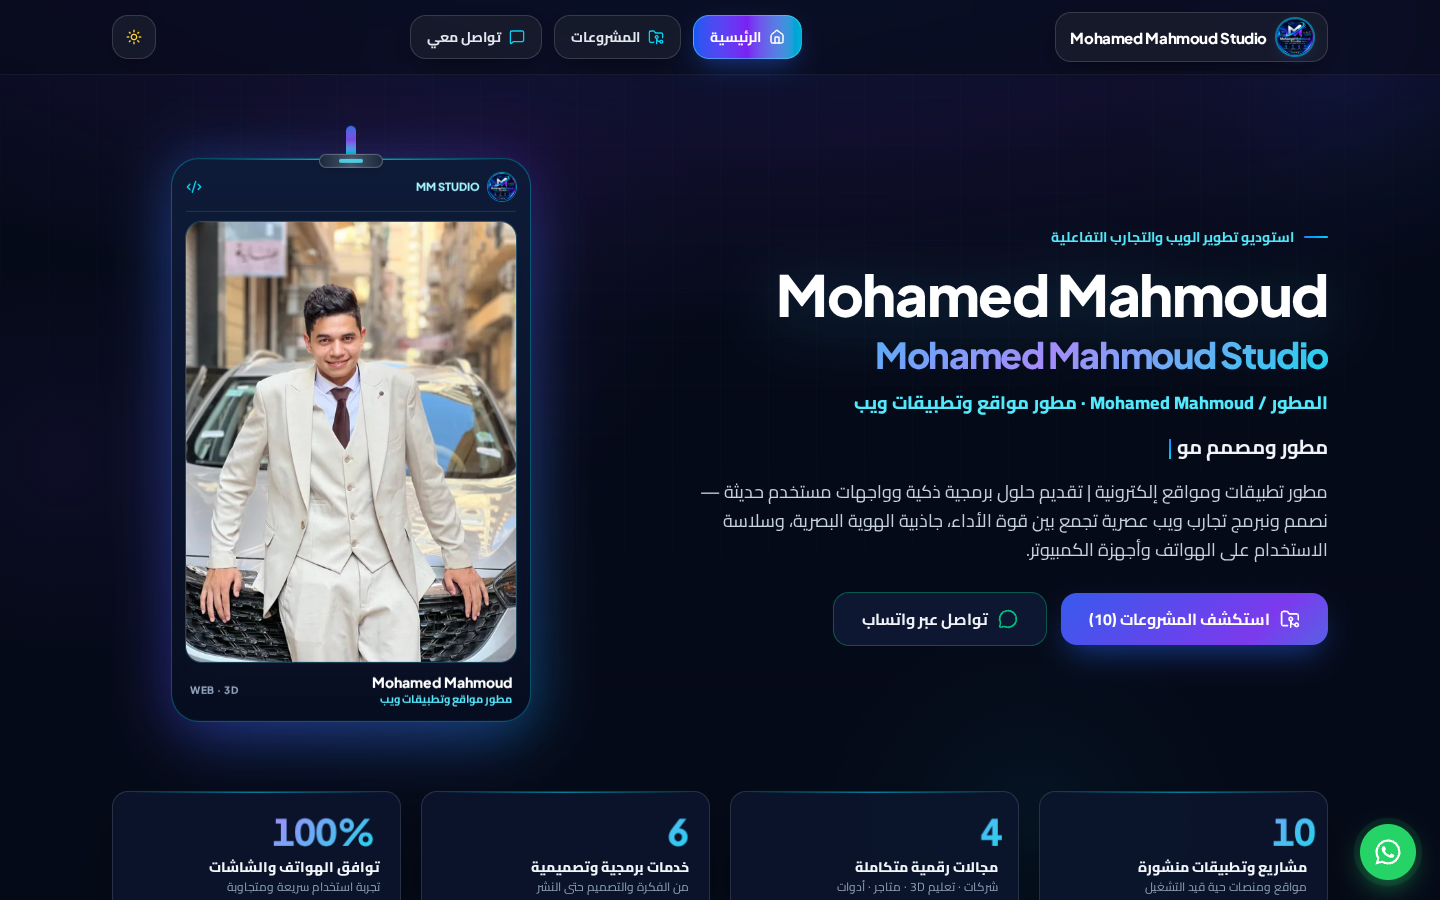 Mohamed Mahmoud Studio
الرئيسية
المشروعات
تواصل معي
استوديو تطوير الويب والتجارب التفاعلية
Mohamed Mahmoud
Mohamed Mahmoud Studio
المطور / Mohamed Mahmoud · مطور مواقع وتطبيقات ويب
مطور ومصمم مو
مطور تطبيقات ومواقع إلكترونية | تقديم حلول برمجية ذكية وواجهات مستخدم حديثة —
نصمم ونبرمج تجارب ويب عصرية تجمع بين قوة الأداء، جاذبية الهوية البصرية، وسلاسة
الاستخدام على الهواتف وأجهزة الكمبيوتر.
استكشف المشروعات (10)
تواصل عبر واتساب
MM STUDIO
Mohamed Mahmoud
مطور مواقع وتطبيقات ويب
WEB · 3D
10
مشاريع وتطبيقات منشورة
مواقع ومنصات حية قيد التشغيل
4
مجالات رقمية متكاملة
شركات · تعليم 3D · متاجر · أدوات
6
خدمات برمجية وتصميمية
من الفكرة والتصميم حتى النشر
100%
توافق الهواتف والشاشات
تجربة استخدام سريعة ومتجاوبة